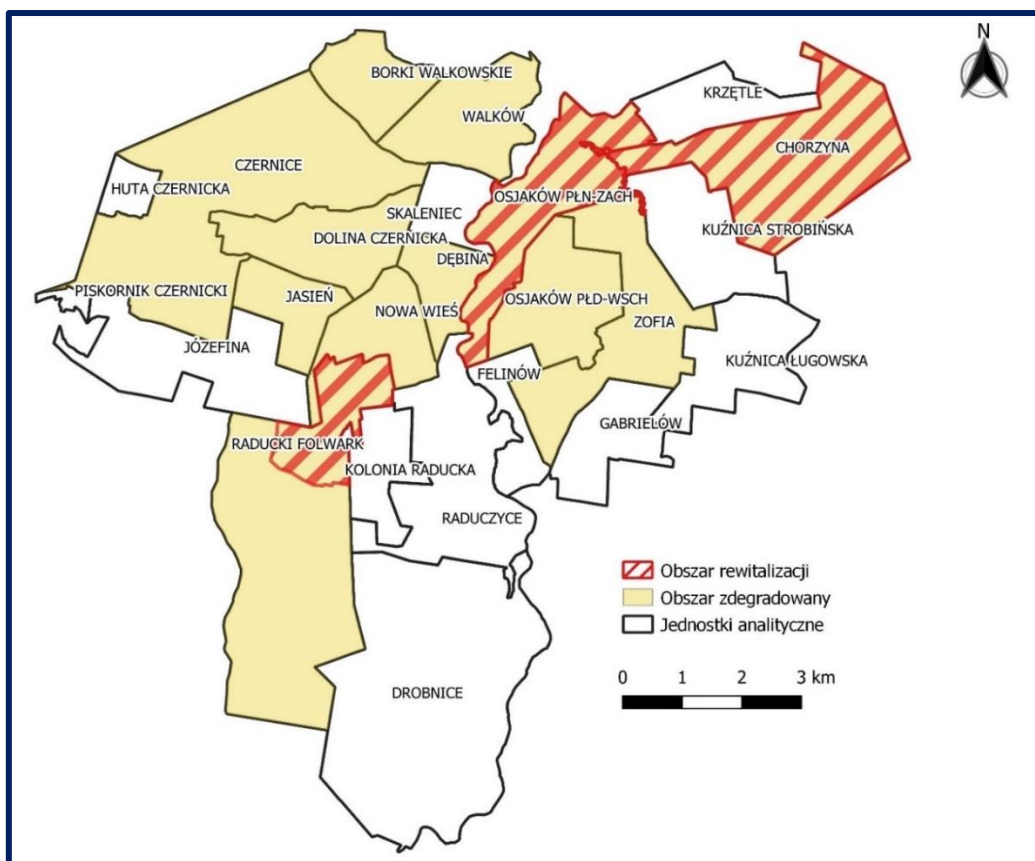 N
BORKI WALKOWSKIE
KRZĘTLE
WALKÓW
CHORZYNA
CZERNICE
HUTA CZERNICKA
OSJAKÓW PŁN-ZACH
SKALENIEC
KUŹNICA STROBIŃSKA
DOLINA CZERNICKA
DĘBINA
PISKORNIK CZERNICKI
JASIEŃ
OSJAKÓW PŁD-WSCH
NOWA WIEŚ
ZOFIA
JÓZEFINA
KUŹNICA ŁUGOWSKA
FELINÓW
GABRIELÓW
RADUCKI FOLWARK
KOLONIA RADUCKA
RADUCZYCE
Obszar rewitalizacji
Obszar zdegradowany
Jednostki analityczne
0 1 2 3 km
DROBNICE